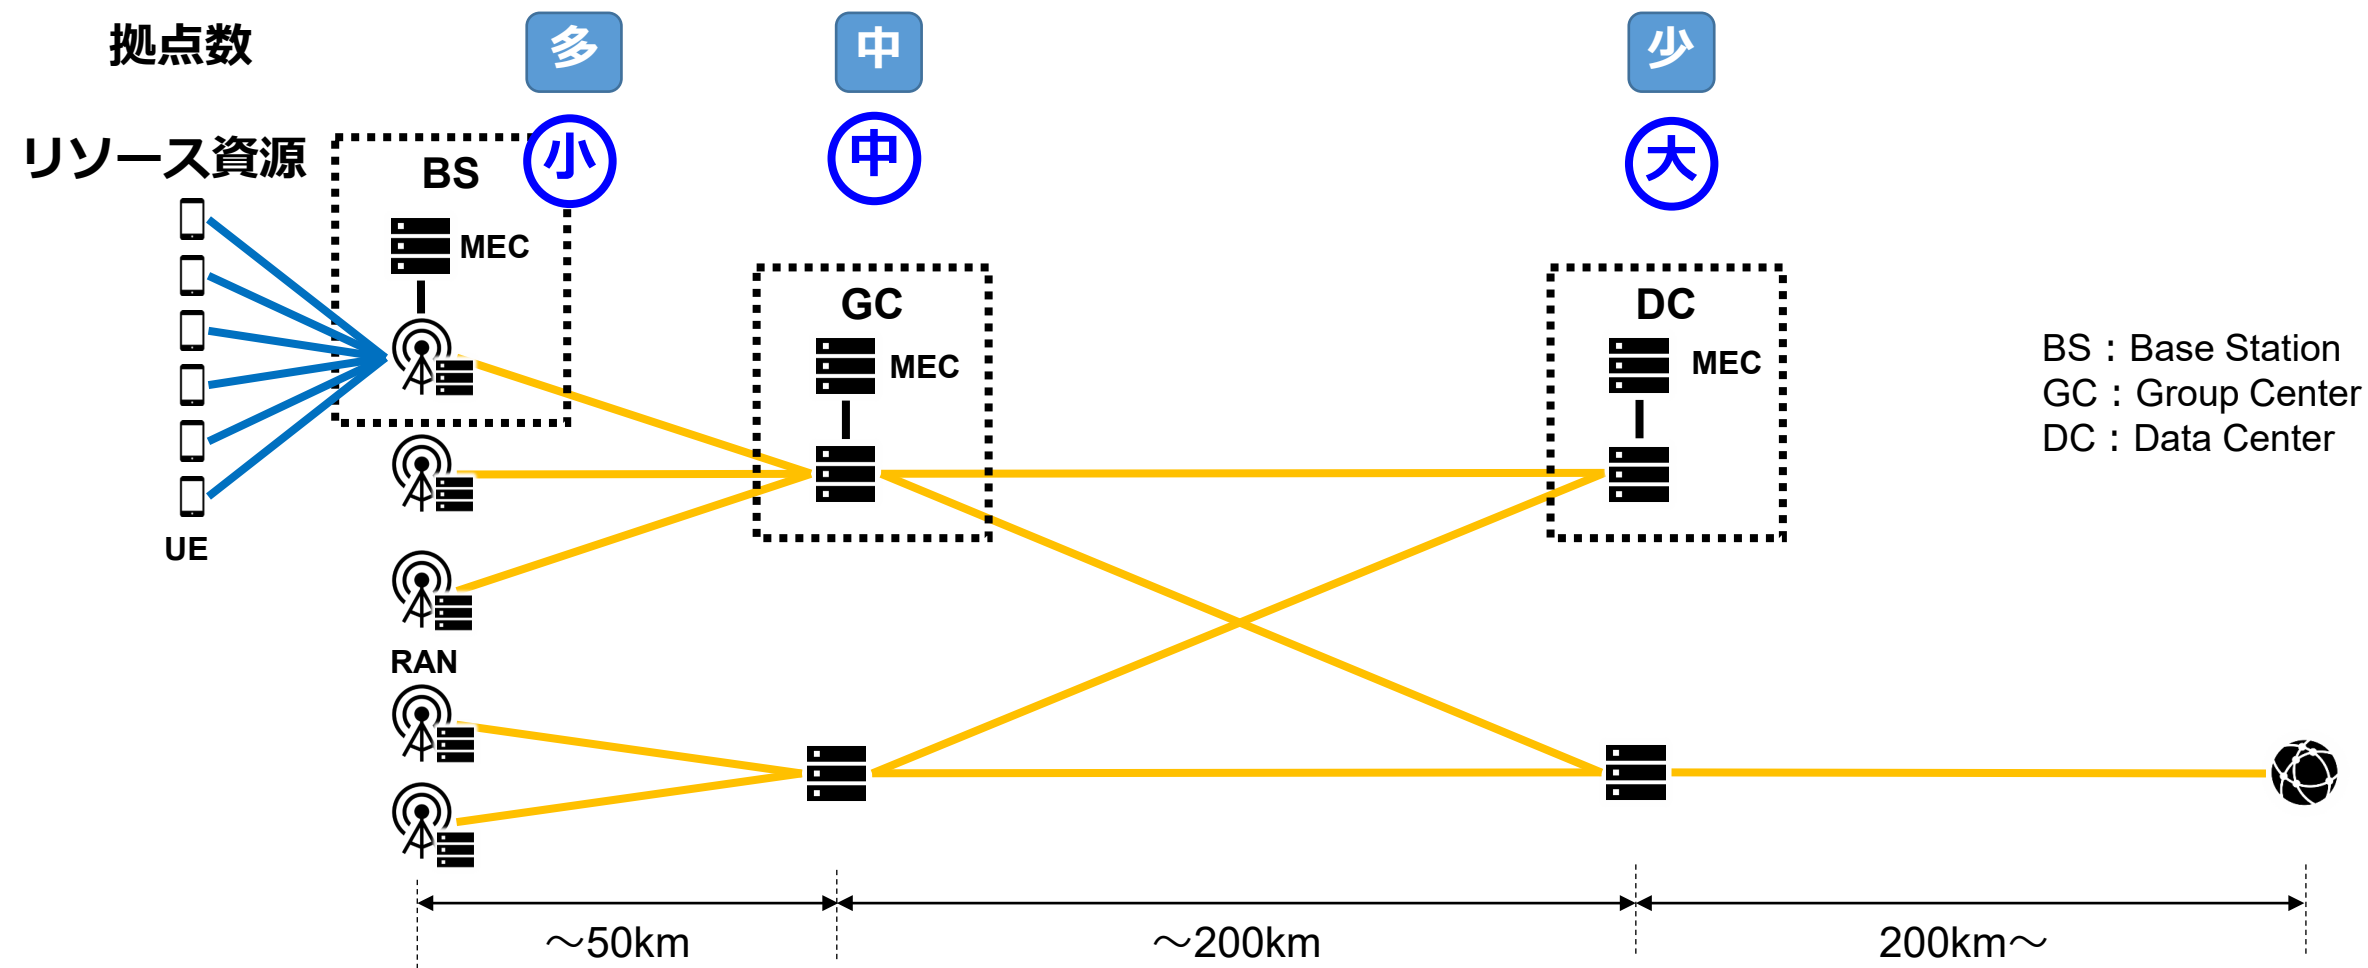 拠点数
多
中
少
リソース資源
小
中
大
BS
MEC
GC
MEC
DC
MEC
BS：Base Station
GC：Group Center
DC：Data Center
UE
RAN
～50km
～200km
200km～